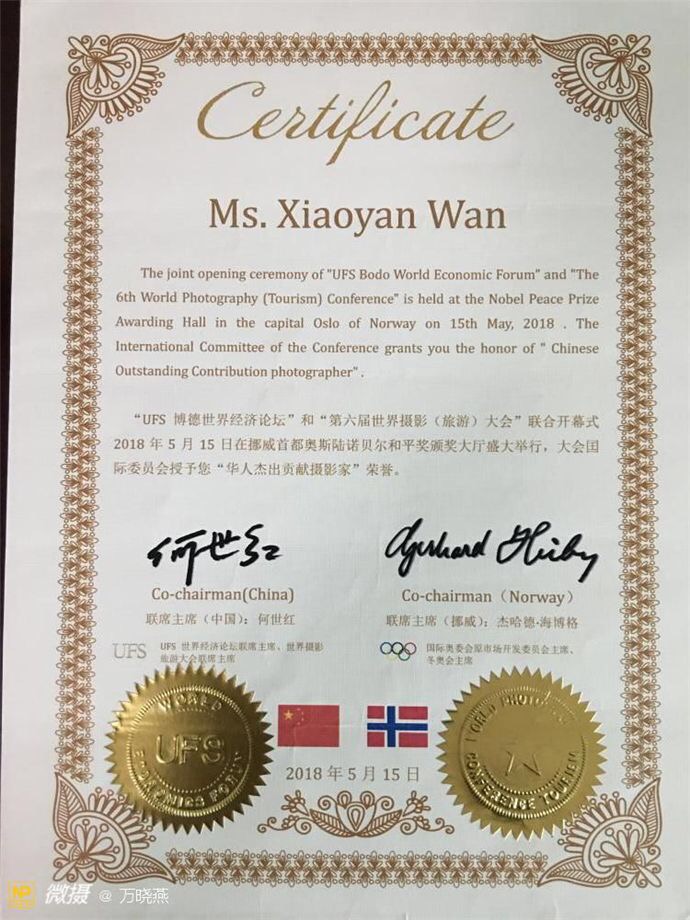 Certificate
Ms. Xiaoyan Wan
The joint opening ceremony of "UFS Bodo World Economic Forum" and "The
6th World Photography (Tourism) Conference" is held at the Nobel Peace Prize
Awarding Hall in the capital Oslo of Norway on 15th May, 2018 . The
International Committee of the Conference grants you the honor of " Chinese
Outstanding Contribution photographer" .
“UFS 博德世界经济论坛”和“第六届世界摄影（旅游）大会”联合开幕式
2018 年 5 月 15 日在挪威首都奥斯陆诺贝尔和平奖颁奖大厅盛大举行，大会国
际委员会授予您“华人杰出贡献摄影家”荣誉。
何世红
Co-chairman(China)
Co-chairman（Norway）
联席主席（中国）：何世红
联席主席（挪威）：杰哈德·海博格
UFS
UFS 世界经济论坛联席主席、世界摄影
旅游大会联席主席
国际奥委会原市场开发委员会主席、
冬奥会主席
WORLD
UFS
ECONOMICS
WORLD PHOTO
CONFERENCE TOURISM
2018 年 5 月 15 日
微摄 @ 万晓燕